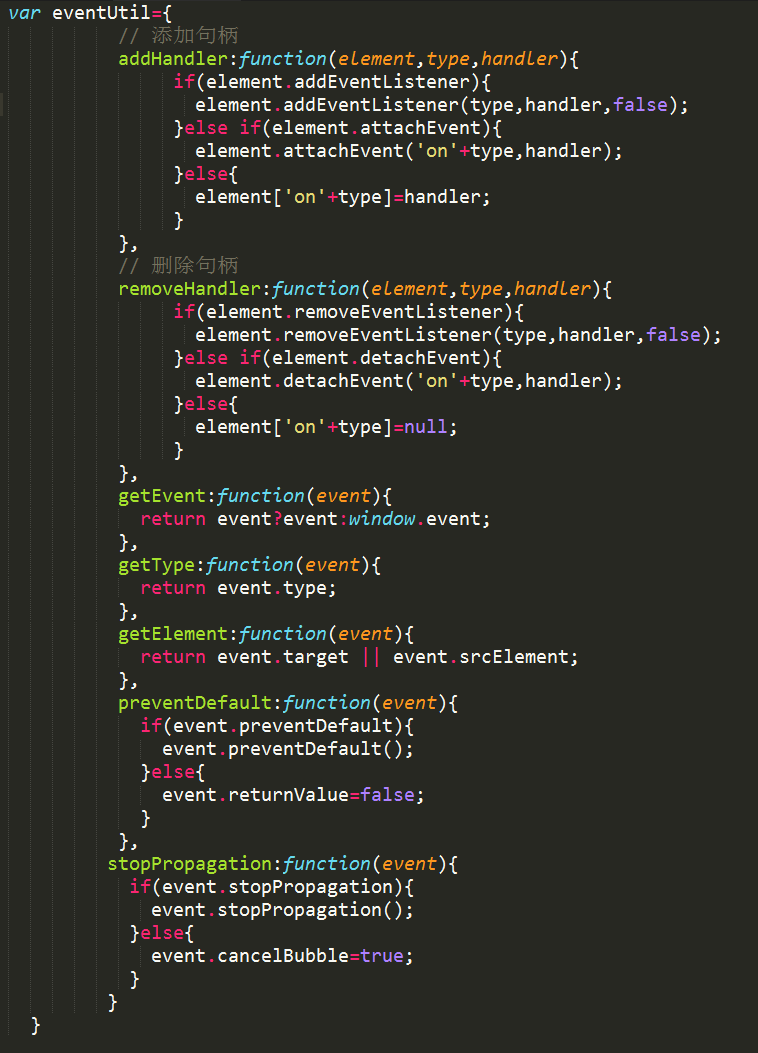 var eventUtil={
// 添加句柄
addHandler:function(element,type,handler){
if(element.addEventListener){
element.addEventListener(type,handler,false);
}else if(element.attachEvent){
element.attachEvent('on'+type,handler);
}else{
element['on'+type]=handler;
}
},
// 删除句柄
removeHandler:function(element,type,handler){
if(element.removeEventListener){
element.removeEventListener(type,handler,false);
}else if(element.detachEvent){
element.detachEvent('on'+type,handler);
}else{
element['on'+type]=null;
}
},
getEvent:function(event){
return event?event:window.event;
},
getType:function(event){
return event.type;
},
getElement:function(event){
return event.target || event.srcElement;
},
preventDefault:function(event){
if(event.preventDefault){
event.preventDefault();
}else{
event.returnValue=false;
}
},
stopPropagation:function(event){
if(event.stopPropagation){
event.stopPropagation();
}else{
event.cancelBubble=true;
}
}
}